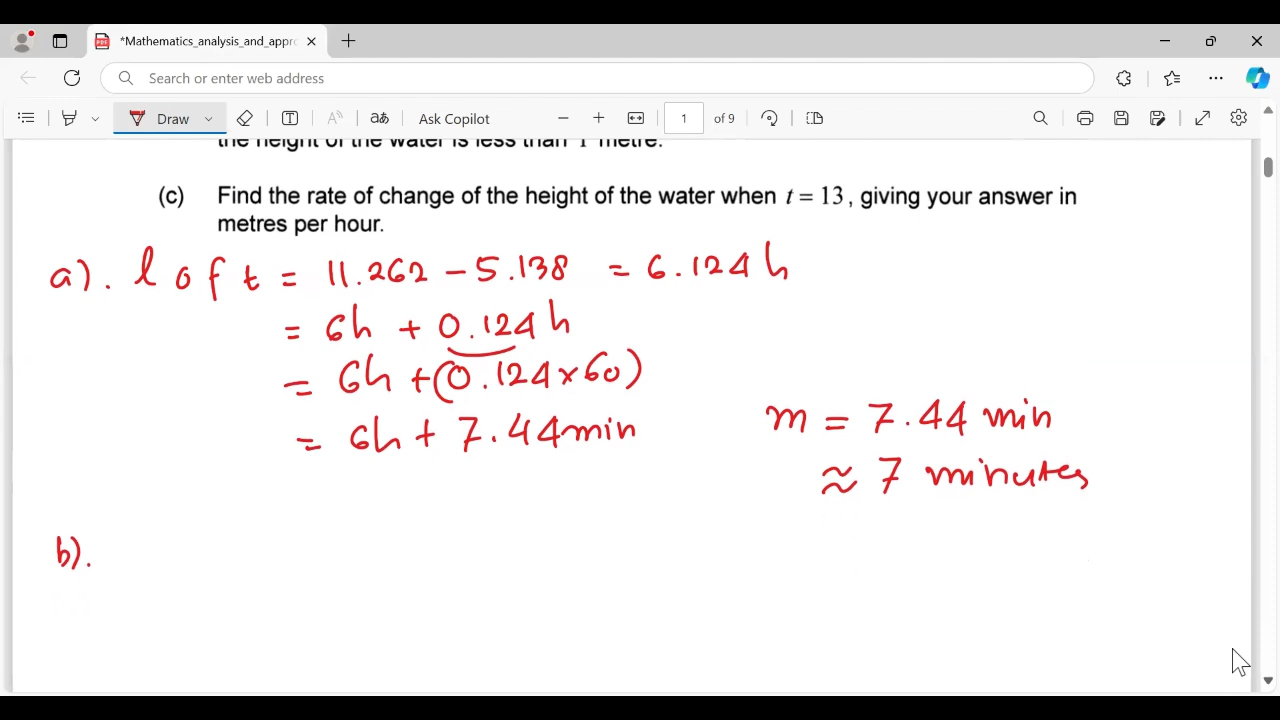 *Mathematics_analysis_and_appro
Search or enter web address
Draw
Ask Copilot
1 of 9
the height of the water is less than 1 metre.
(c) Find the rate of change of the height of the water when t = 13, giving your answer in
metres per hour.
a). l o f t = 11.262 - 5.138 = 6.124 h
= 6h + 0.124 h
= 6h + (0.124 × 60)
= 6h + 7.44 min
m = 7.44 min
≈ 7 minutes
b).